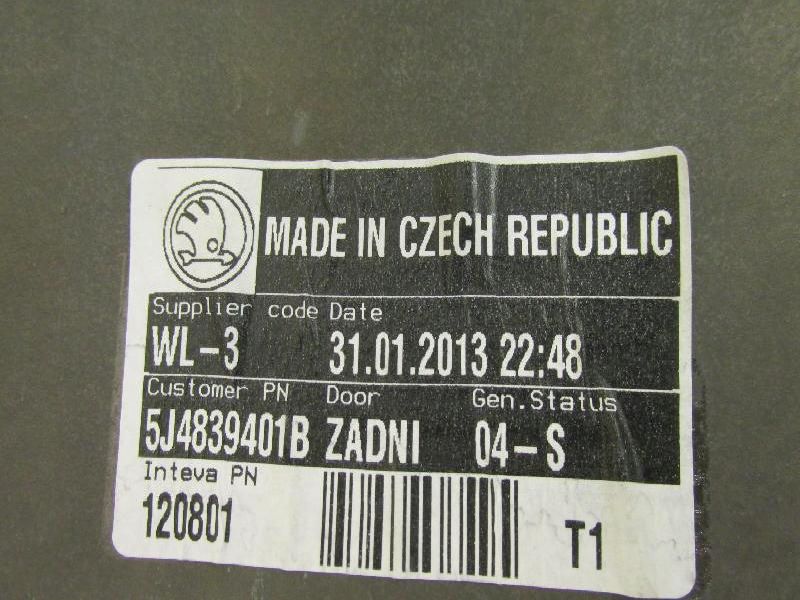 MADE IN CZECH REPUBLIC
Supplier code Date
WL-3 31.01.2013 22:48
Customer PN Door Gen.Status
5J4839401B ZADNI 04-S
Inteva PN
120801 T1